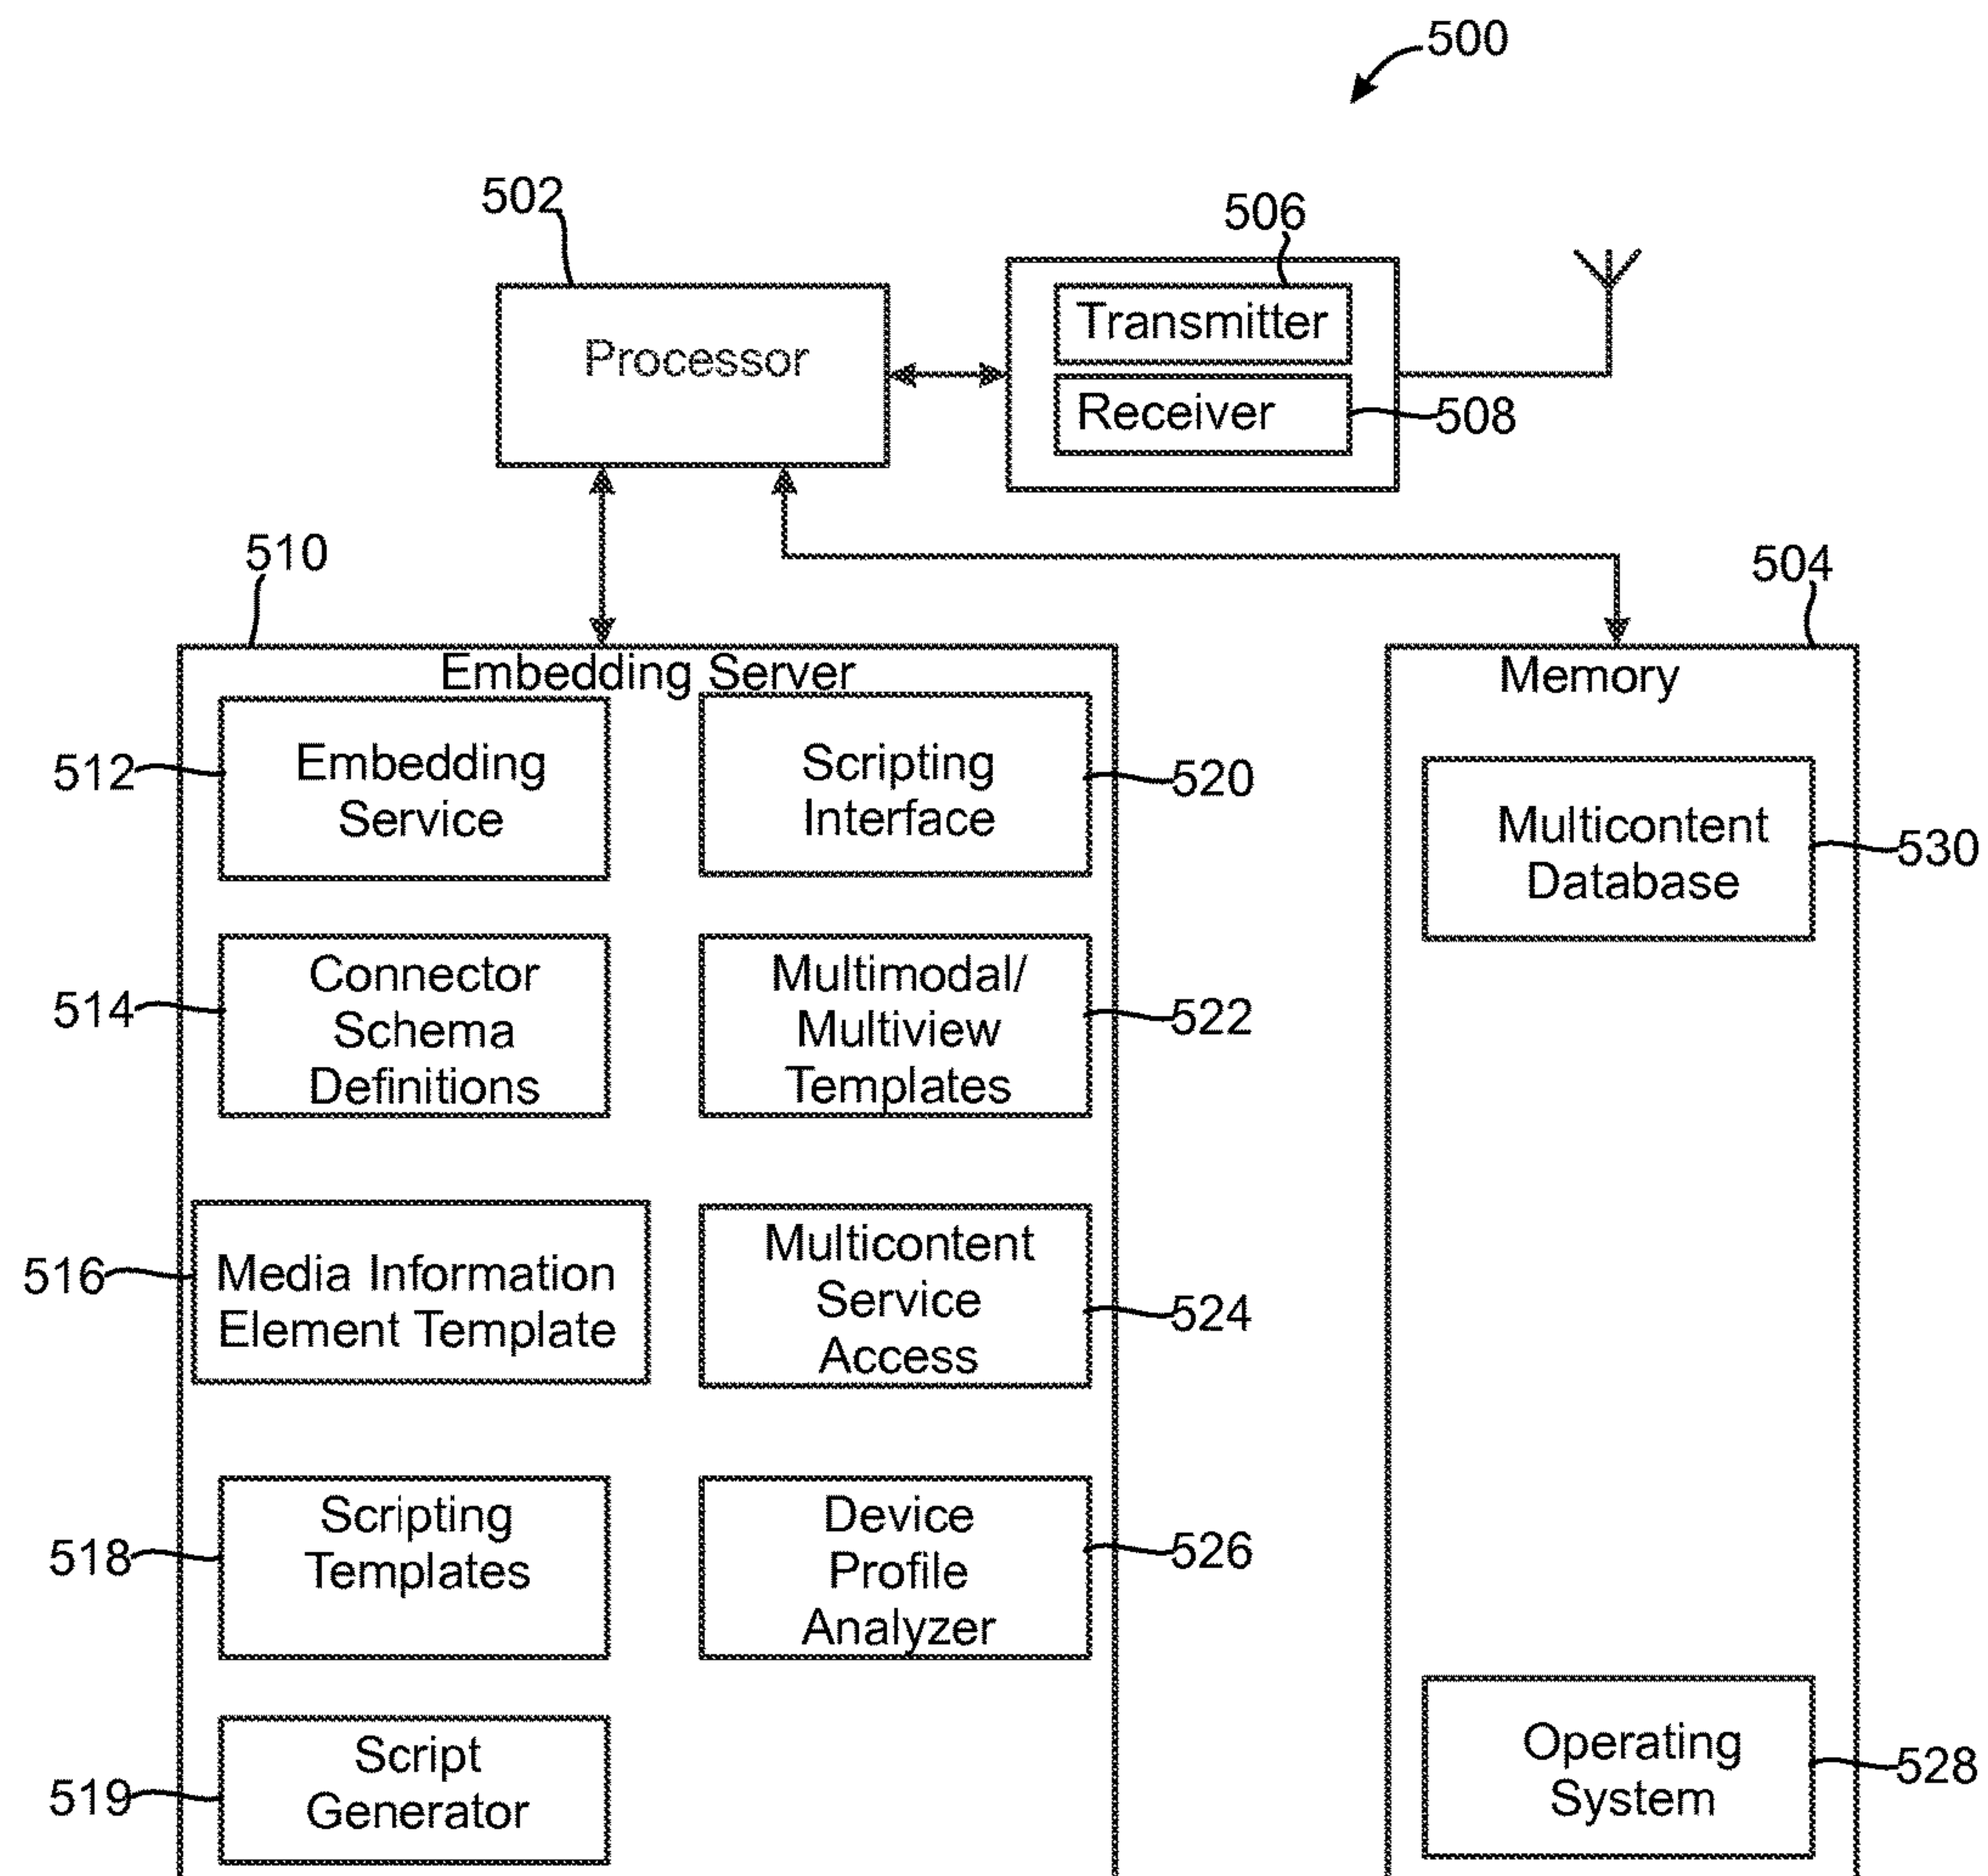 500
502
506
Processor
Transmitter
Receiver
508
510
504
Embedding Server
Memory
512
Embedding
Service
Scripting
Interface
520
Multicontent
Database
530
514
Connector
Schema
Definitions
Multimodal/
Multiview
Templates
522
516
Media Information
Element Template
Multicontent
Service
Access
524
518
Scripting
Templates
Device
Profile
Analyzer
526
519
Script
Generator
Operating
System
528